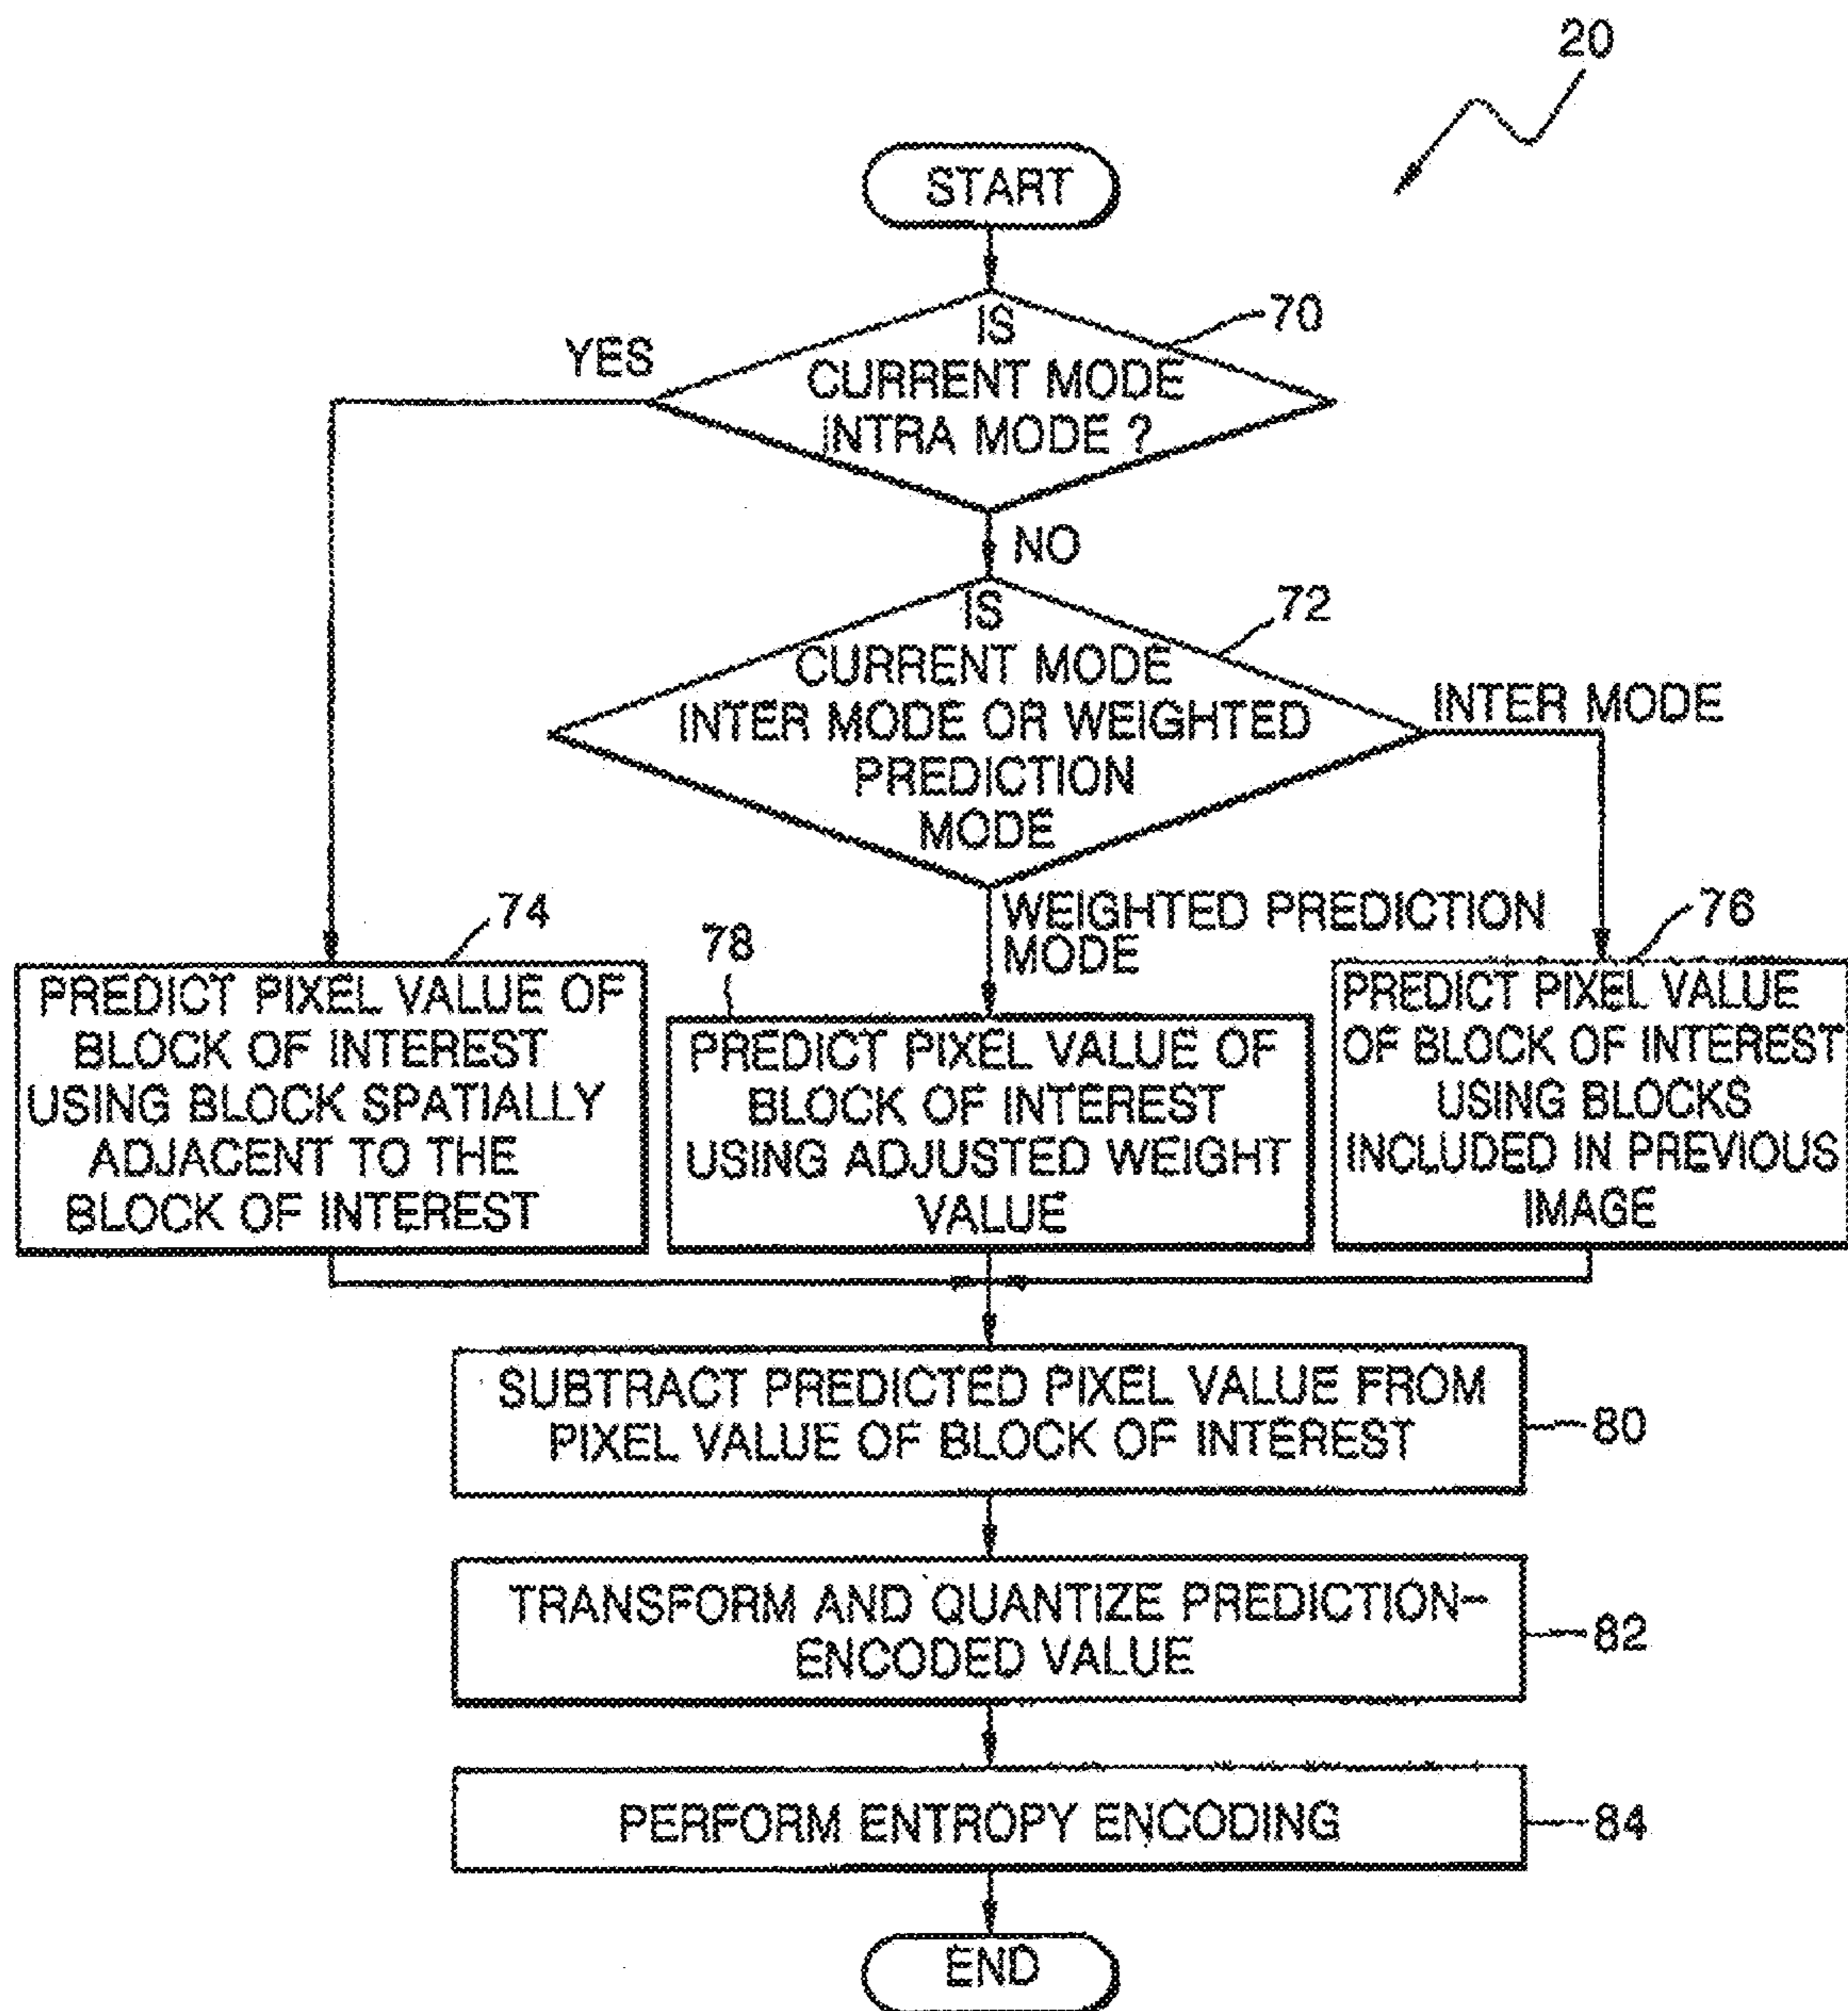 20
START
70
IS
CURRENT MODE
INTRA MODE ?
YES
NO
72
IS
CURRENT MODE
INTER MODE OR WEIGHTED
PREDICTION
MODE
INTER MODE
WEIGHTED PREDICTION
MODE
74
PREDICT PIXEL VALUE OF
BLOCK OF INTEREST
USING BLOCK SPATIALLY
ADJACENT TO THE
BLOCK OF INTEREST
78
PREDICT PIXEL VALUE OF
BLOCK OF INTEREST
USING ADJUSTED WEIGHT
VALUE
76
PREDICT PIXEL VALUE
OF BLOCK OF INTEREST
USING BLOCKS
INCLUDED IN PREVIOUS
IMAGE
SUBTRACT PREDICTED PIXEL VALUE FROM
PIXEL VALUE OF BLOCK OF INTEREST
80
TRANSFORM AND QUANTIZE PREDICTION-
ENCODED VALUE
82
PERFORM ENTROPY ENCODING
84
END